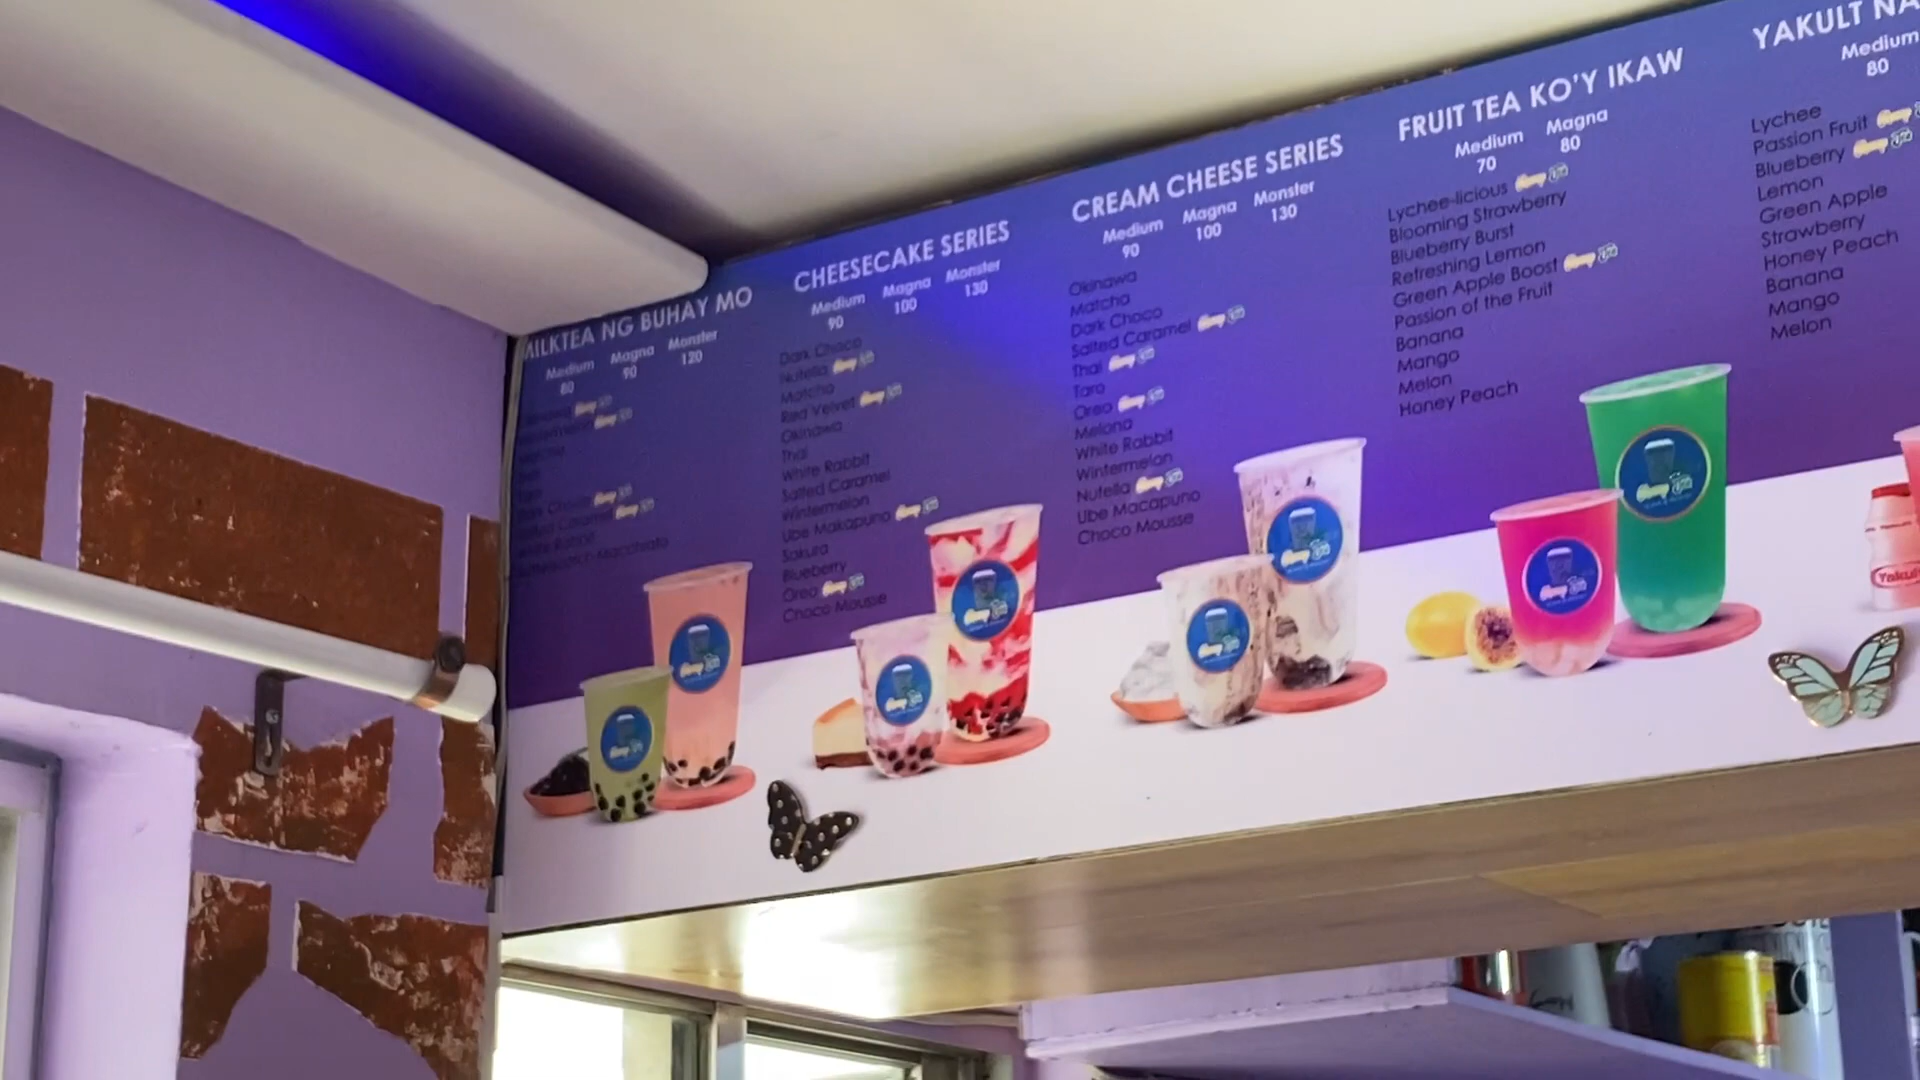 MILKTEA NG BUHAY MO
Medium Magna Monster
80 90 120
White Rabbit
Butterscotch Macchiato
CHEESECAKE SERIES
Medium Magna Monster
90 100 130
Dark Choco
Nutella
Matcha
Red Velvet
Okinawa
Thai
White Rabbit
Salted Caramel
Wintermelon
Ube Makapuno
Sakura
Blueberry
Oreo
Choco Mousse
CREAM CHEESE SERIES
Medium Magna Monster
90 100 130
Okinawa
Matcha
Dark Choco
Salted Caramel
Thai
Taro
Oreo
Melona
White Rabbit
Wintermelon
Nutella
Ube Macapuno
Choco Mousse
FRUIT TEA KO'Y IKAW
Medium Magna
70 80
Lychee-licious
Blooming Strawberry
Blueberry Burst
Refreshing Lemon
Green Apple Boost
Passion of the Fruit
Banana
Mango
Melon
Honey Peach
YAKULT NA
Medium
80
Lychee
Passion Fruit
Blueberry
Lemon
Green Apple
Strawberry
Honey Peach
Banana
Mango
Melon
Yakult